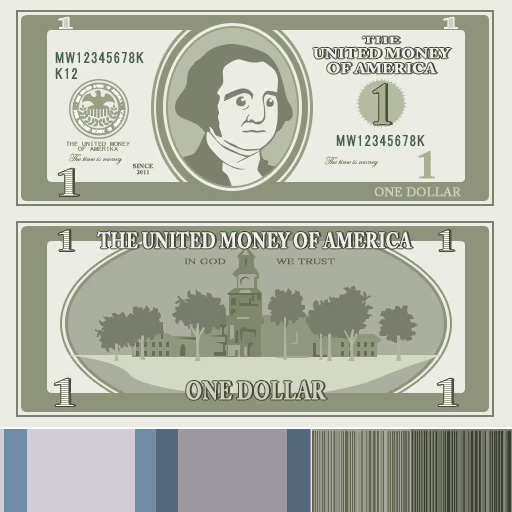 1 1
MW12345678K
K12
THE
UNITED MONEY
OF AMERICA
1
THE UNITED MONEY
OF AMERIKA
The time is money
SINCE
2011
MW12345678K
The time is money
1
1
ONE DOLLAR
1 THE UNITED MONEY OF AMERICA 1
IN GOD WE TRUST
1 ONE DOLLAR 1